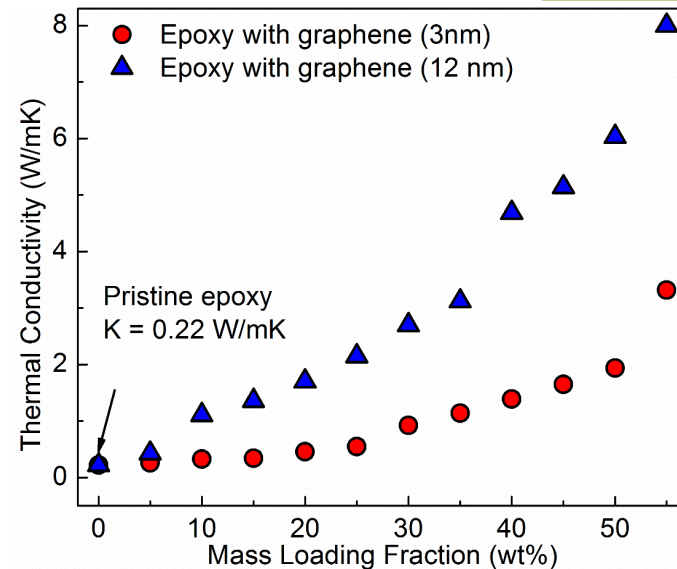 Epoxy with graphene (3nm)
Epoxy with graphene (12 nm)
Thermal Conductivity (W/mK)
8
6
4
2
0
Pristine epoxy
K = 0.22 W/mK
0 10 20 30 40 50
Mass Loading Fraction (wt%)